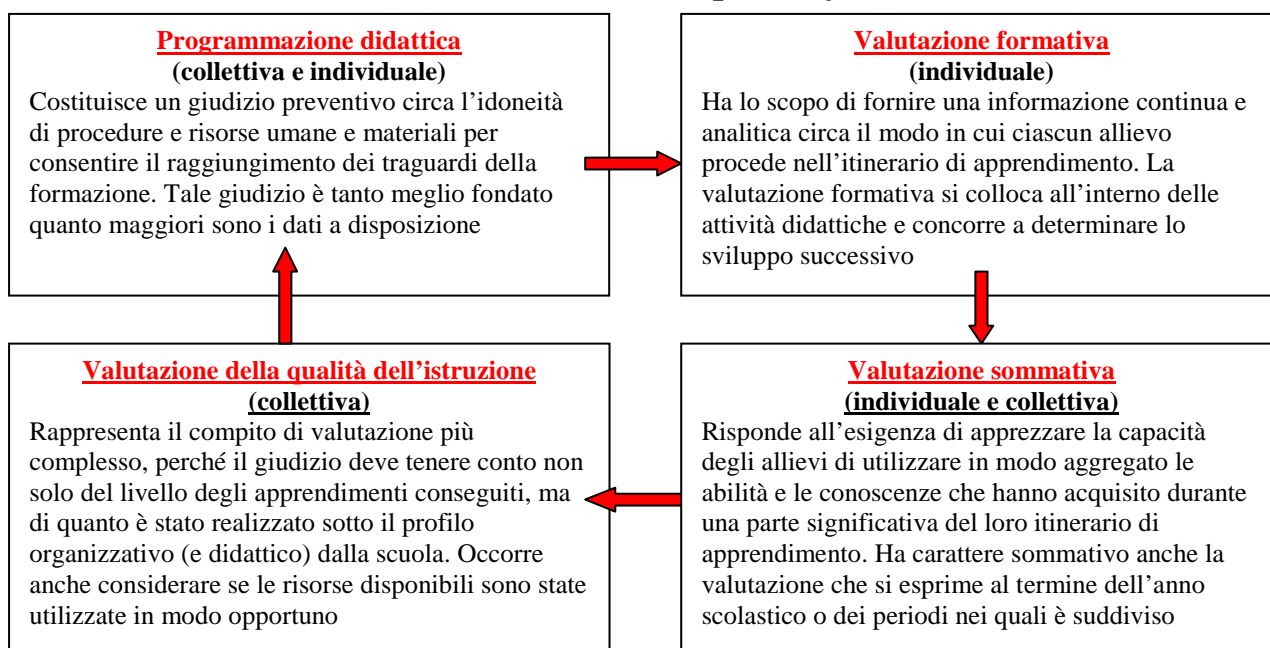 Programmazione didattica
(collettiva e individuale)
Costituisce un giudizio preventivo circa l’idoneità
di procedure e risorse umane e materiali per
consentire il raggiungimento dei traguardi della
formazione. Tale giudizio è tanto meglio fondato
quanto maggiori sono i dati a disposizione
Valutazione formativa
(individuale)
Ha lo scopo di fornire una informazione continua e
analitica circa il modo in cui ciascun allievo
procede nell’itinerario di apprendimento. La
valutazione formativa si colloca all’interno delle
attività didattiche e concorre a determinare lo
sviluppo successivo
Valutazione della qualità dell’istruzione
(collettiva)
Rappresenta il compito di valutazione più
complesso, perché il giudizio deve tenere conto non
solo del livello degli apprendimenti conseguiti, ma
di quanto è stato realizzato sotto il profilo
organizzativo (e didattico) dalla scuola. Occorre
anche considerare se le risorse disponibili sono state
utilizzate in modo opportuno
Valutazione sommativa
(individuale e collettiva)
Risponde all’esigenza di apprezzare la capacità
degli allievi di utilizzare in modo aggregato le
abilità e le conoscenze che hanno acquisito durante
una parte significativa del loro itinerario di
apprendimento. Ha carattere sommativo anche la
valutazione che si esprime al termine dell’anno
scolastico o dei periodi nei quali è suddiviso